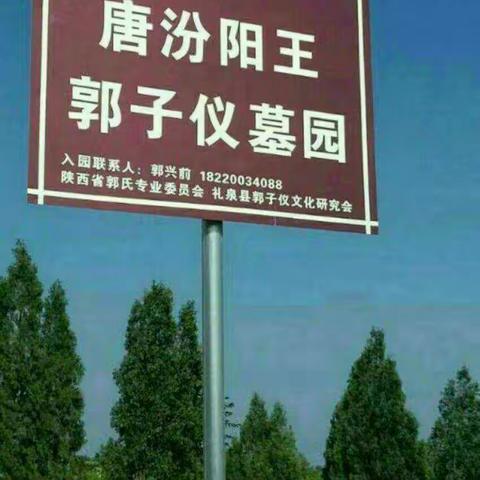 唐汾阳王
郭子仪墓园
入园联系人：郭兴前 18220034088
陕西省郭氏专业委员会 礼泉县郭子仪文化研究会